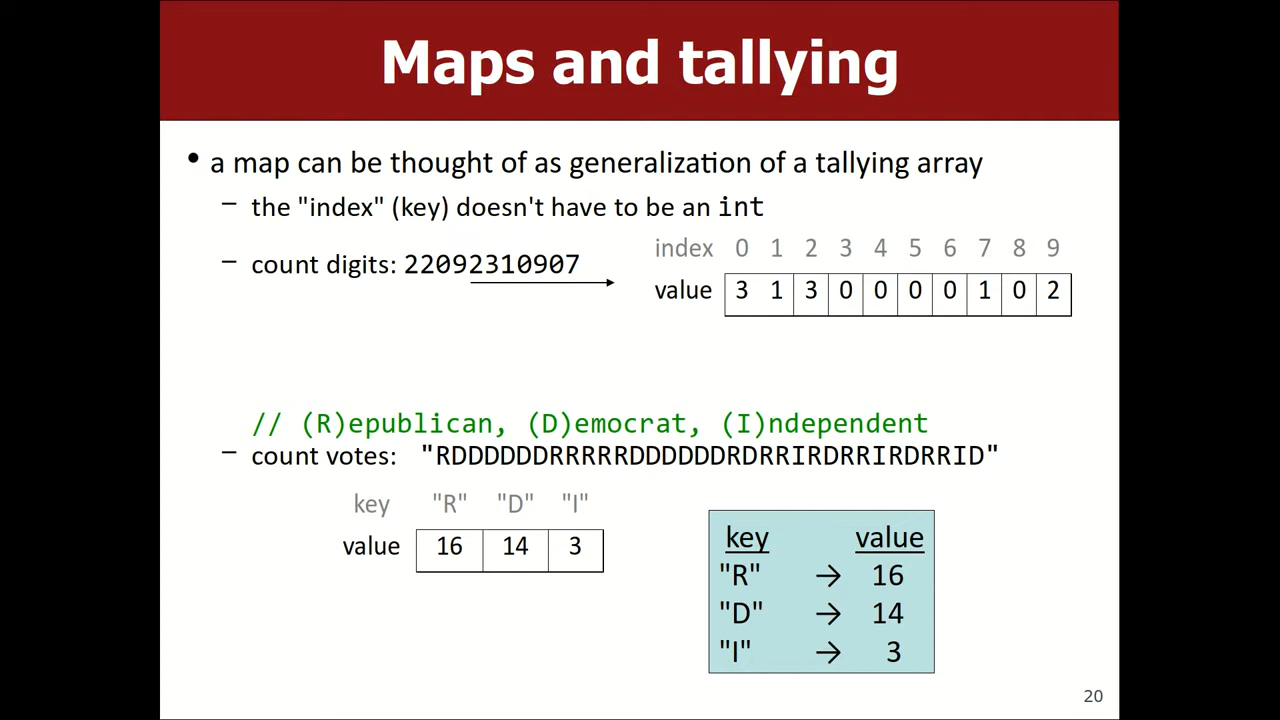 Maps and tallying
• a map can be thought of as generalization of a tallying array
– the "index" (key) doesn't have to be an int
– count digits: 22092310907
index 0 1 2 3 4 5 6 7 8 9
value 3 1 3 0 0 0 0 1 0 2
// (R)epublican, (D)emocrat, (I)ndependent
– count votes: "RDDDDDDRRRRRDDDDDDRDRRIRDRRIRDRRID"
key "R" "D" "I"
value 16 14 3
key value
"R" → 16
"D" → 14
"I" → 3
20